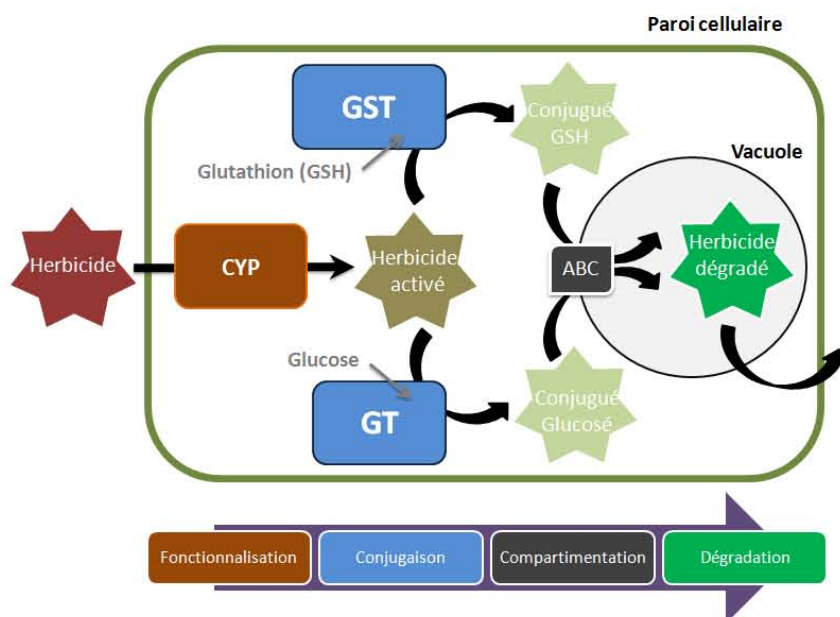 Paroi cellulaire
GST
Conjugué
GSH
Glutathion (GSH)
Vacuole
Herbicide
CYP
Herbicide
activé
ABC
Herbicide
dégradé
Glucose
GT
Conjugué
Glucosé
Fonctionnalisation
Conjugaison
Compartimentation
Dégradation